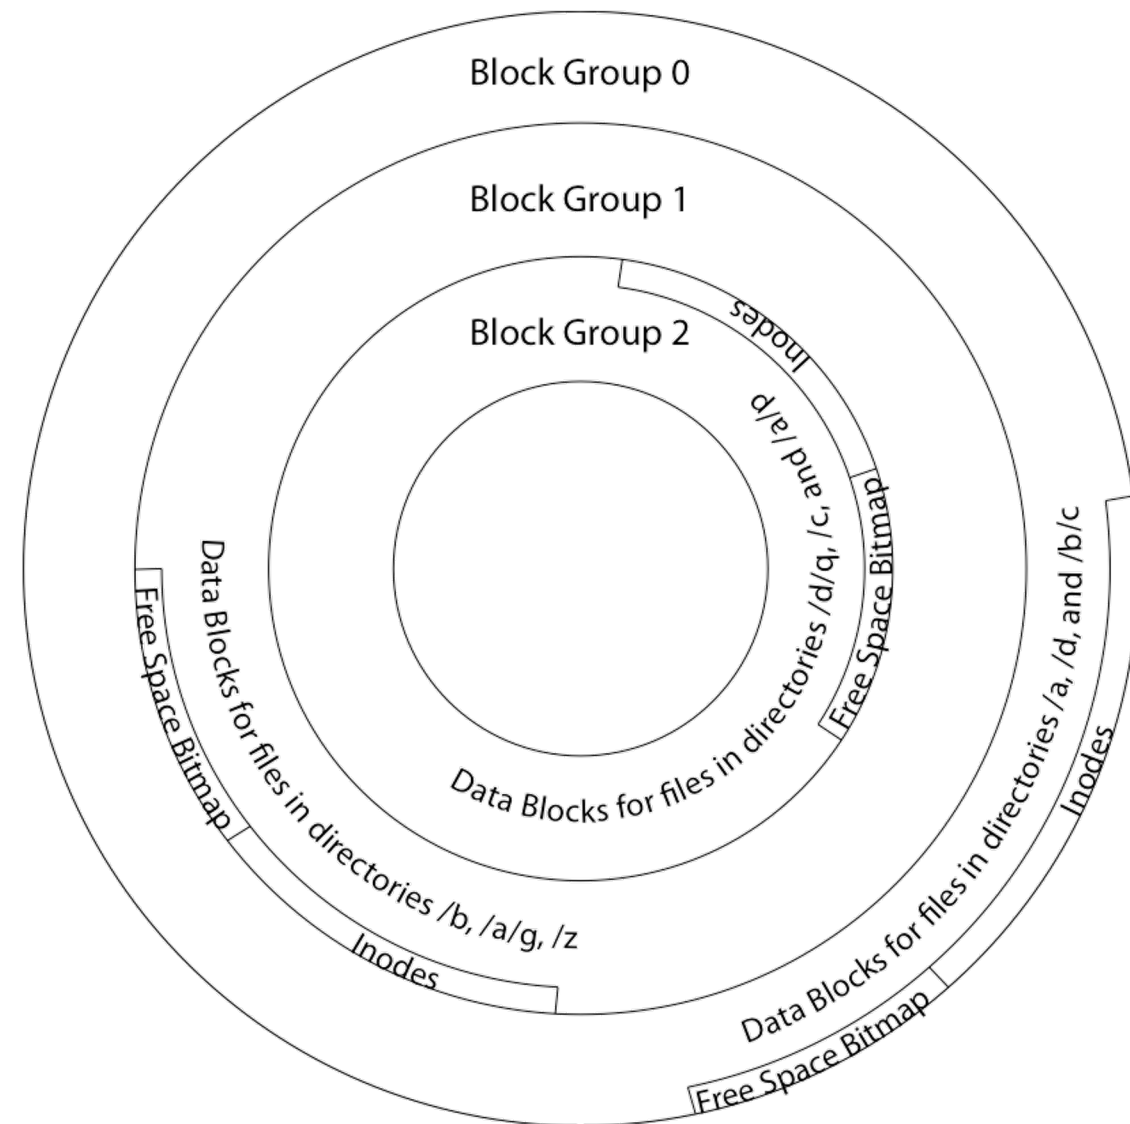 Block Group 0
Block Group 1
Block Group 2
Inodes
Free Space Bitmap
Data Blocks for files in directories /d/q, /c, and /a/p
Free Space Bitmap
Data Blocks for files in directories /b, /a/g, /z
Inodes
Data Blocks for files in directories /a, /d, and /b/c
Inodes
Free Space Bitmap